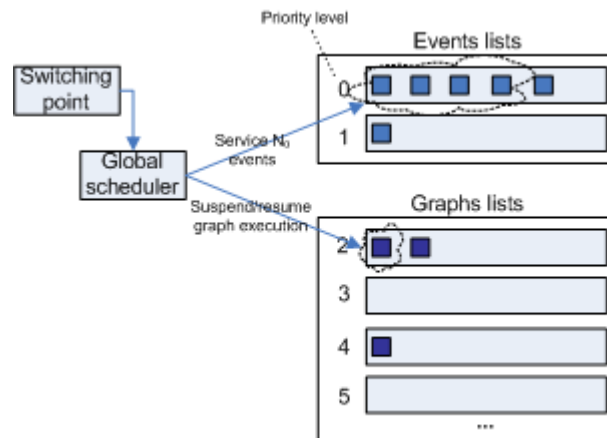 Priority level
Events lists
Switching
point
0
Service N₀
events
1
Global
scheduler
Suspend/resume
graph execution
Graphs lists
2
3
4
5
...